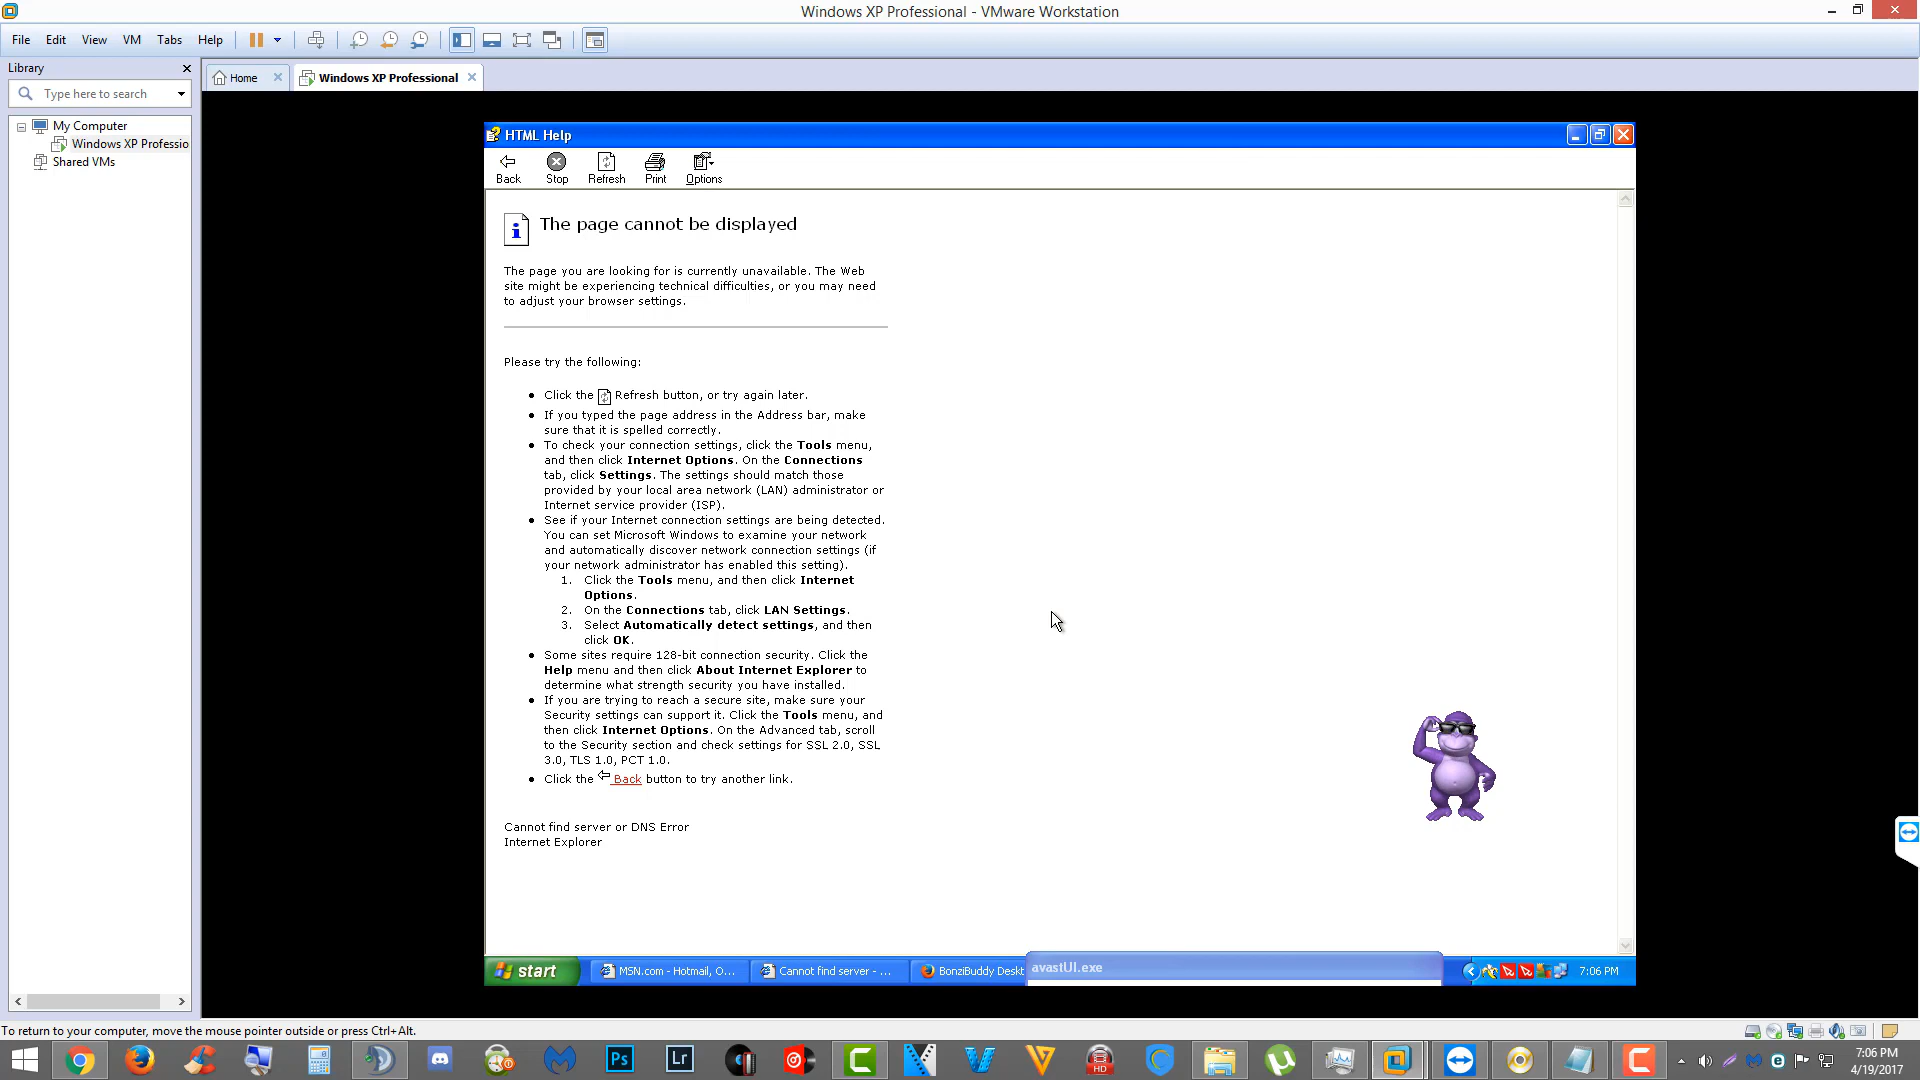 Windows XP Professional - VMware Workstation
File Edit View VM Tabs Help
Library
Home
Windows XP Professional
Type here to search
My Computer
Windows XP Professio
Shared VMs
HTML Help
Back Stop Refresh Print Options
The page cannot be displayed
The page you are looking for is currently unavailable. The Web
site might be experiencing technical difficulties, or you may need
to adjust your browser settings.
Please try the following:
Click the Refresh button, or try again later.
If you typed the page address in the Address bar, make
sure that it is spelled correctly.
To check your connection settings, click the Tools menu,
and then click Internet Options. On the Connections
tab, click Settings. The settings should match those
provided by your local area network (LAN) administrator or
Internet service provider (ISP).
See if your Internet connection settings are being detected.
You can set Microsoft Windows to examine your network
and automatically discover network connection settings (if
your network administrator has enabled this setting).
1. Click the Tools menu, and then click Internet
Options.
2. On the Connections tab, click LAN Settings.
3. Select Automatically detect settings, and then
click OK.
Some sites require 128-bit connection security. Click the
Help menu and then click About Internet Explorer to
determine what strength security you have installed.
If you are trying to reach a secure site, make sure your
Security settings can support it. Click the Tools menu, and
then click Internet Options. On the Advanced tab, scroll
to the Security section and check settings for SSL 2.0, SSL
3.0, TLS 1.0, PCT 1.0.
Click the Back button to try another link.
Cannot find server or DNS Error
Internet Explorer
start
MSN.com - Hotmail, O...
Cannot find server - ...
BonziBuddy Deskt
avastUI.exe
7:06 PM
To return to your computer, move the mouse pointer outside or press Ctrl+Alt.
Ps
Lr
HD
7:06 PM
4/19/2017